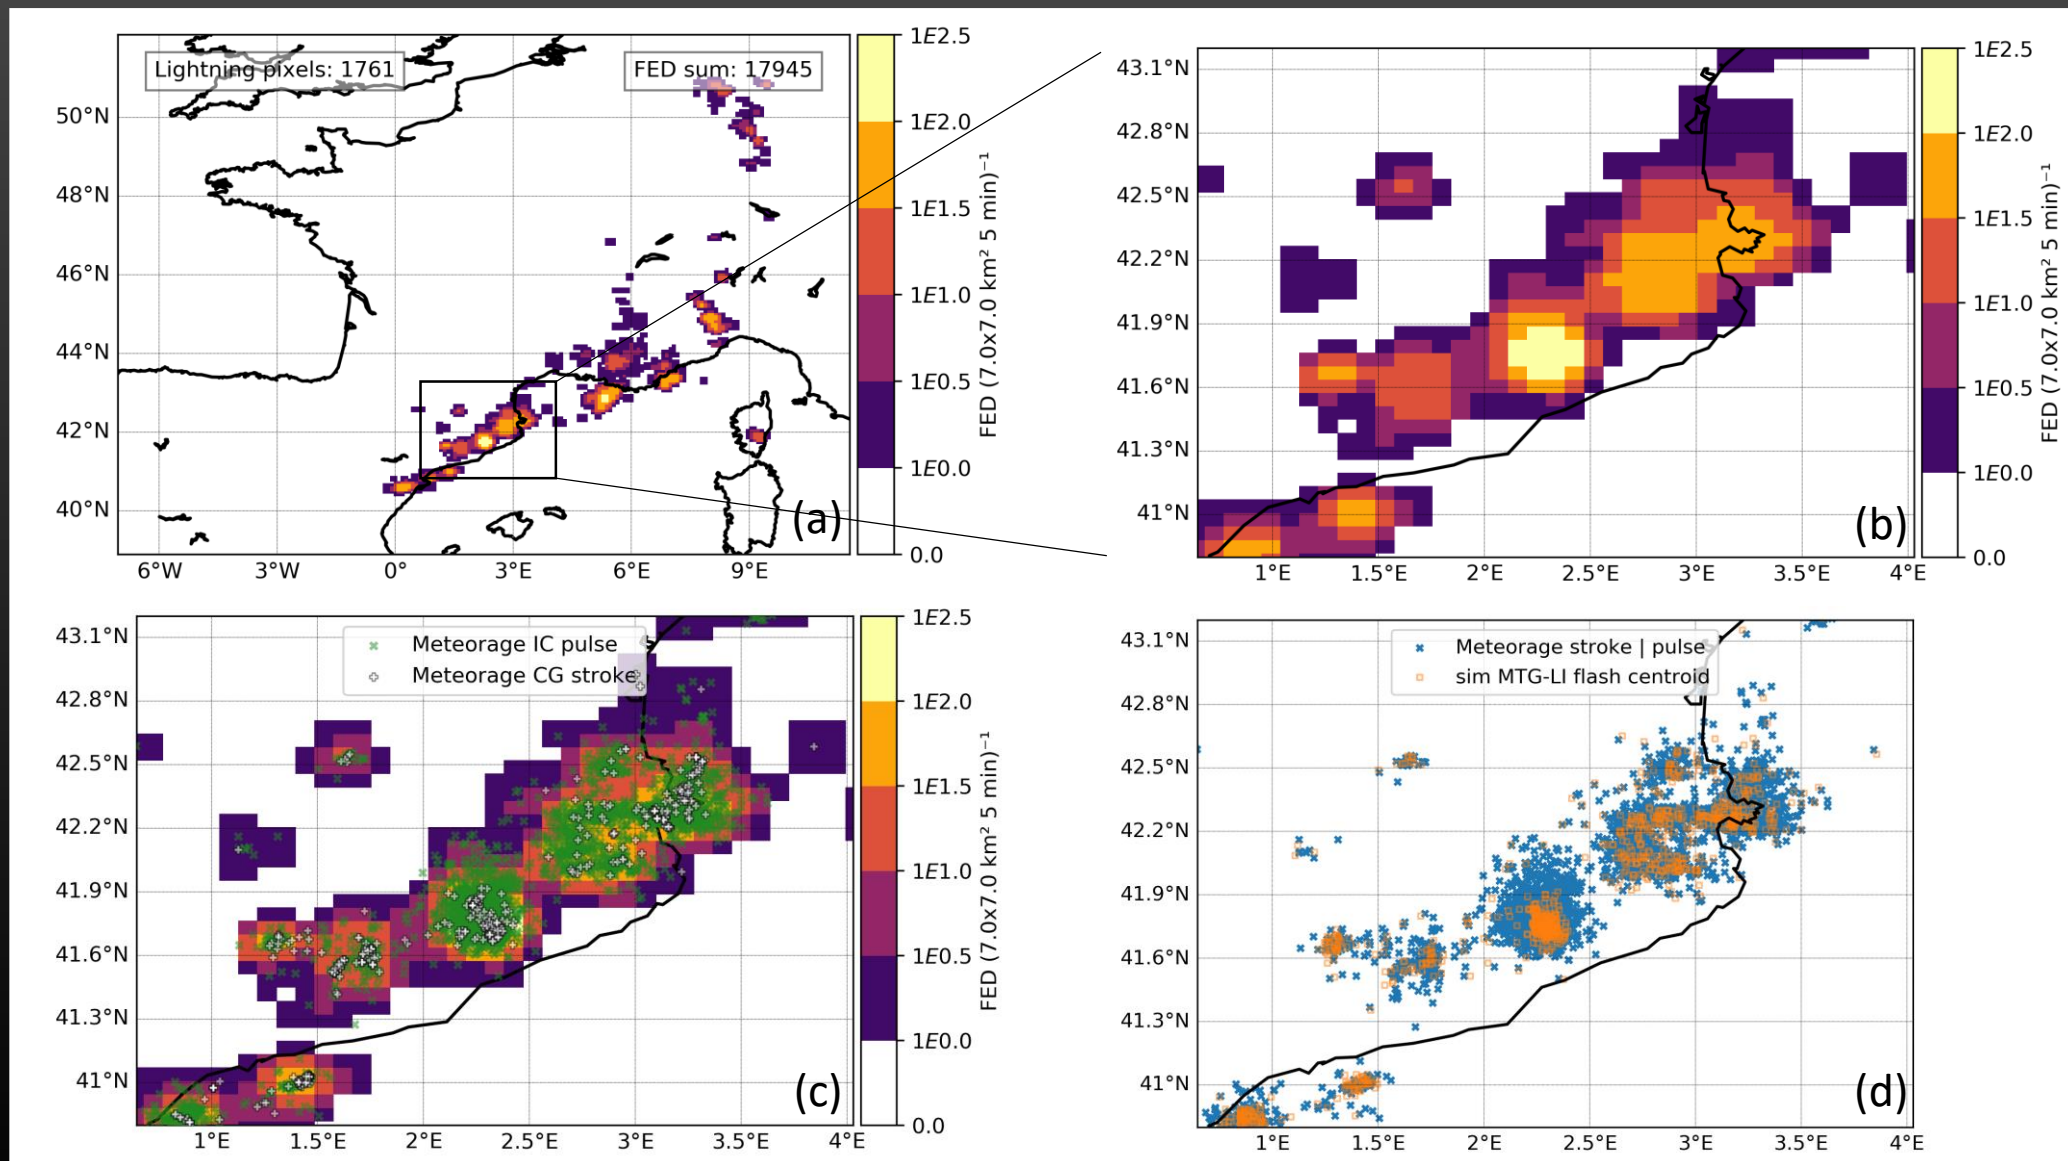 Lightning pixels: 1761
FED sum: 17945
50°N
48°N
46°N
44°N
42°N
40°N
6°W 3°W 0° 3°E 6°E 9°E
(a)
1E2.5
1E2.0
1E1.5
1E1.0
1E0.5
1E0.0
0.0
FED (7.0x7.0 km² 5 min)⁻¹
43.1°N
42.8°N
42.5°N
42.2°N
41.9°N
41.6°N
41.3°N
41°N
1°E 1.5°E 2°E 2.5°E 3°E 3.5°E 4°E
(b)
1E2.5
1E2.0
1E1.5
1E1.0
1E0.5
1E0.0
0.0
FED (7.0x7.0 km² 5 min)⁻¹
Meteorage IC pulse
Meteorage CG stroke
43.1°N
42.8°N
42.5°N
42.2°N
41.9°N
41.6°N
41.3°N
41°N
1°E 1.5°E 2°E 2.5°E 3°E 3.5°E 4°E
(c)
1E2.5
1E2.0
1E1.5
1E1.0
1E0.5
1E0.0
0.0
FED (7.0x7.0 km² 5 min)⁻¹
Meteorage stroke | pulse
sim MTG-LI flash centroid
43.1°N
42.8°N
42.5°N
42.2°N
41.9°N
41.6°N
41.3°N
41°N
1°E 1.5°E 2°E 2.5°E 3°E 3.5°E 4°E
(d)